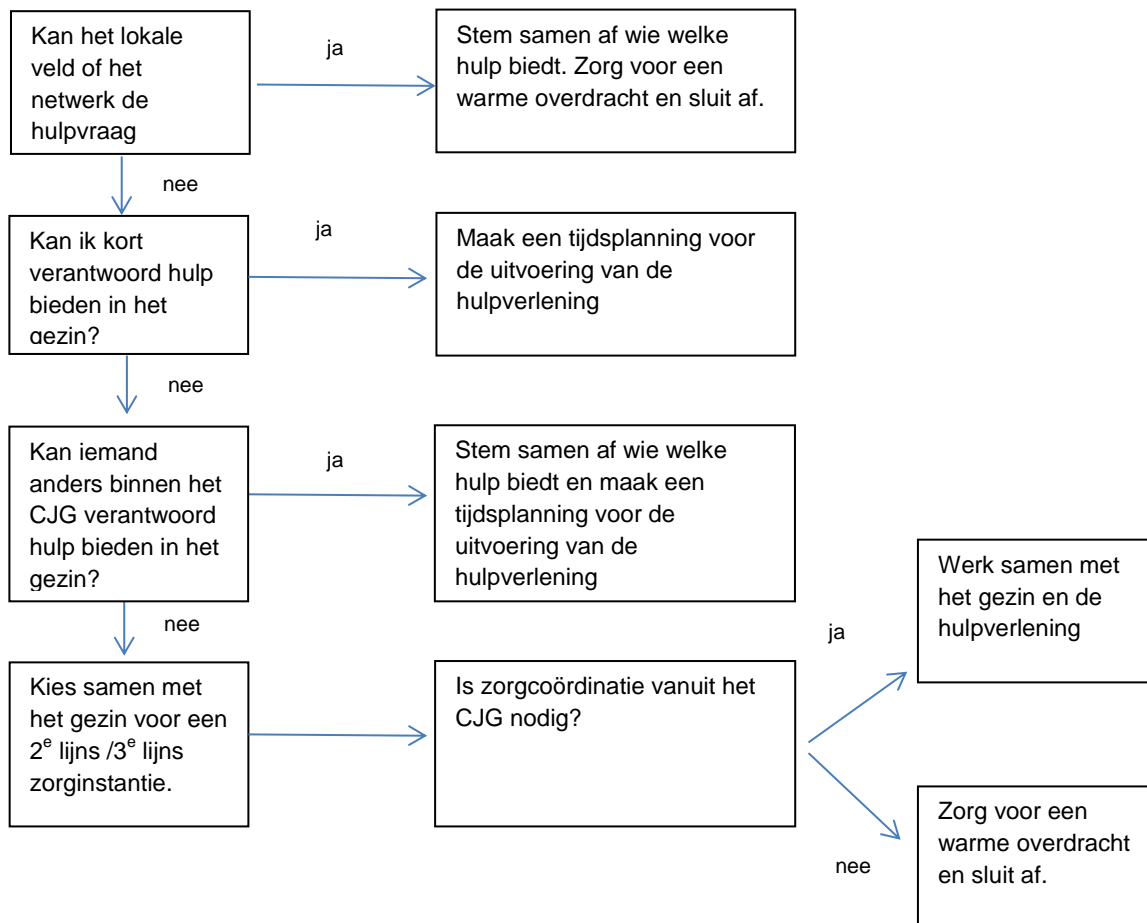 Kan het lokale
veld of het
netwerk de
hulpvraag
ja
Stem samen af wie welke
hulp biedt. Zorg voor een
warme overdracht en sluit af.
nee
Kan ik kort
verantwoord hulp
bieden in het
gezin?
ja
Maak een tijdsplanning voor
de uitvoering van de
hulpverlening
nee
Kan iemand
anders binnen het
CJG verantwoord
hulp bieden in het
gezin?
ja
Stem samen af wie welke
hulp biedt en maak een
tijdsplanning voor de
uitvoering van de
hulpverlening
nee
Kies samen met
het gezin voor een
2e lijns /3e lijns
zorginstantie.
Is zorgcoördinatie vanuit het
CJG nodig?
ja
Werk samen met
het gezin en de
hulpverlening
nee
Zorg voor een
warme overdracht
en sluit af.